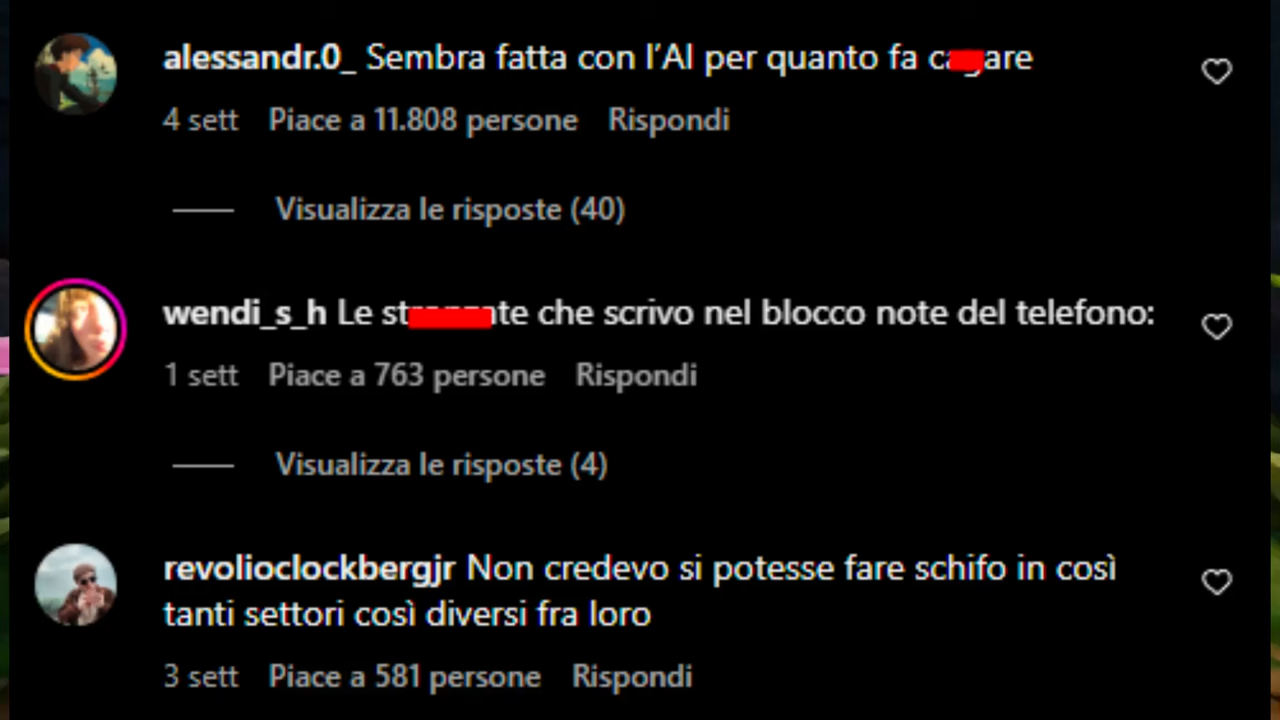 alessandr.0_ Sembra fatta con l'AI per quanto fa
4 sett Piace a 11.808 persone Rispondi
Visualizza le risposte (40)
wendi_s_h Le che scrivo nel blocco note del telefono:
1 sett Piace a 763 persone Rispondi
Visualizza le risposte (4)
revolioclockbergjr Non credevo si potesse fare schifo in così
tanti settori così diversi fra loro
3 sett Piace a 581 persone Rispondi